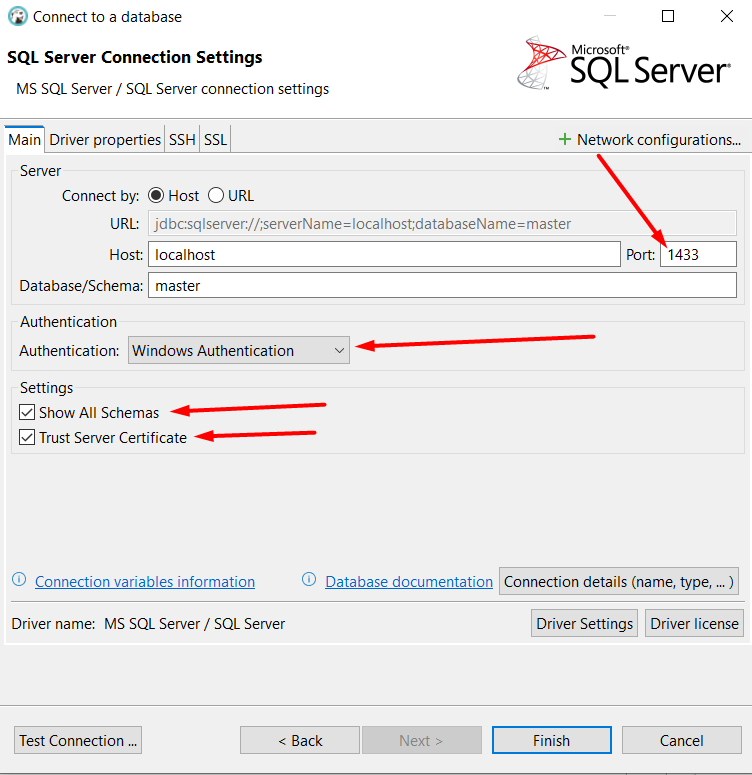 Connect to a database
SQL Server Connection Settings
MS SQL Server / SQL Server connection settings
Microsoft®
SQL Server®
Main Driver properties SSH SSL
+ Network configurations...
Server
Connect by: Host URL
URL: jdbc:sqlserver://;serverName=localhost;databaseName=master
Host: localhost Port: 1433
Database/Schema: master
Authentication
Authentication: Windows Authentication
Settings
Show All Schemas
Trust Server Certificate
Connection variables information Database documentation Connection details (name, type, ... )
Driver name: MS SQL Server / SQL Server Driver Settings Driver license
Test Connection ... < Back Next > Finish Cancel